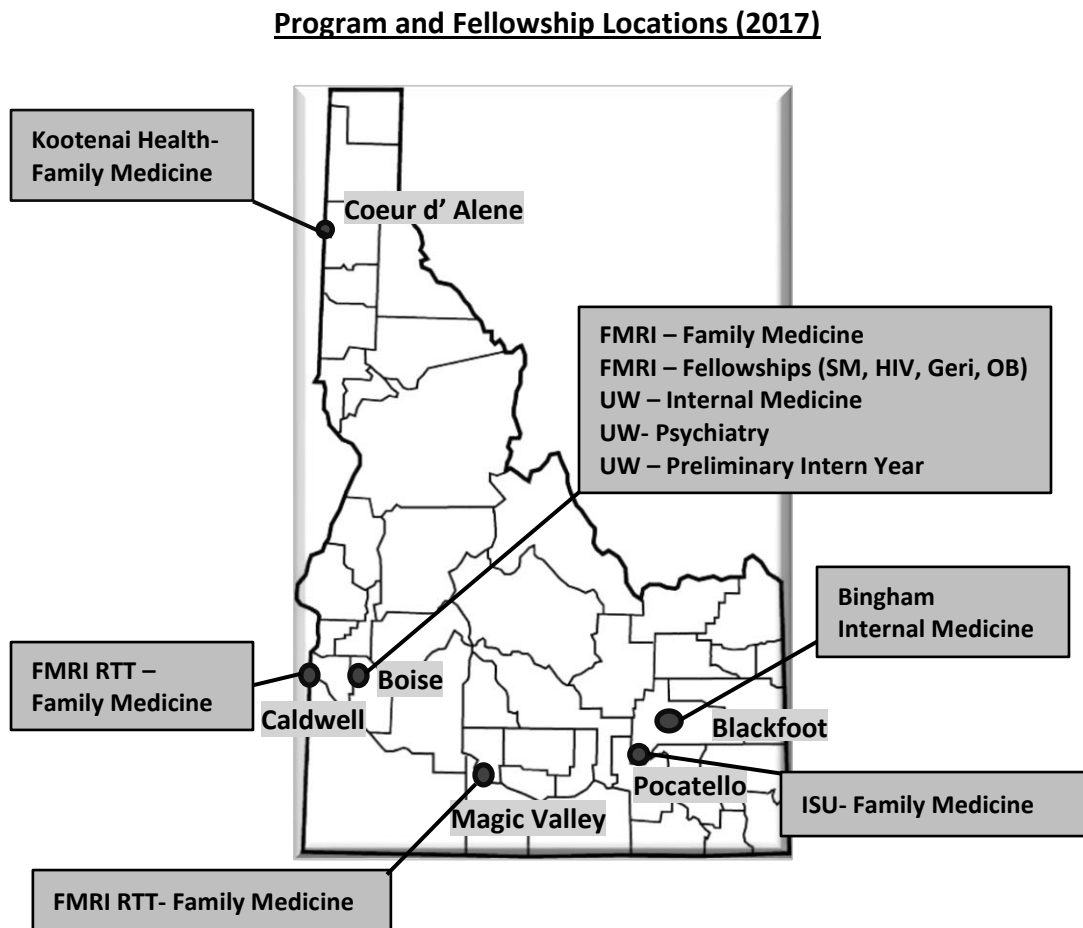 Program and Fellowship Locations (2017)
Kootenai Health-
Family Medicine
Coeur d’ Alene
FMRI – Family Medicine
FMRI – Fellowships (SM, HIV, Geri, OB)
UW – Internal Medicine
UW- Psychiatry
UW – Preliminary Intern Year
Bingham
Internal Medicine
FMRI RTT –
Family Medicine
Boise
Caldwell
Blackfoot
Pocatello
ISU- Family Medicine
Magic Valley
FMRI RTT- Family Medicine